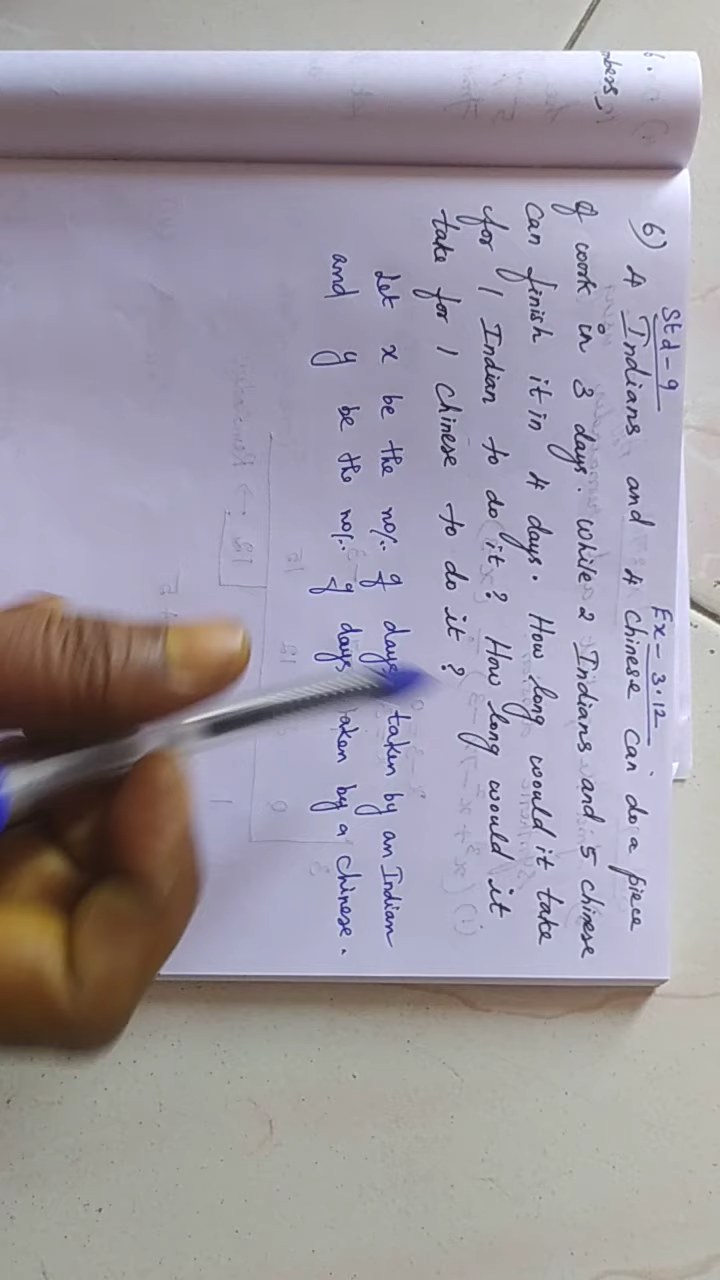 Std - 9
Ex - 3.12
6) 4 Indians and 4 chinese can do a piece
of work in 3 days. while 2 Indians and 5 chinese
can finish it in 4 days. How long would it take
for 1 Indian to do it? How long would it
take for 1 chinese to do it?
Let x be the no/. of days taken by an Indian
and y be the no/. of days taken by a chinese.